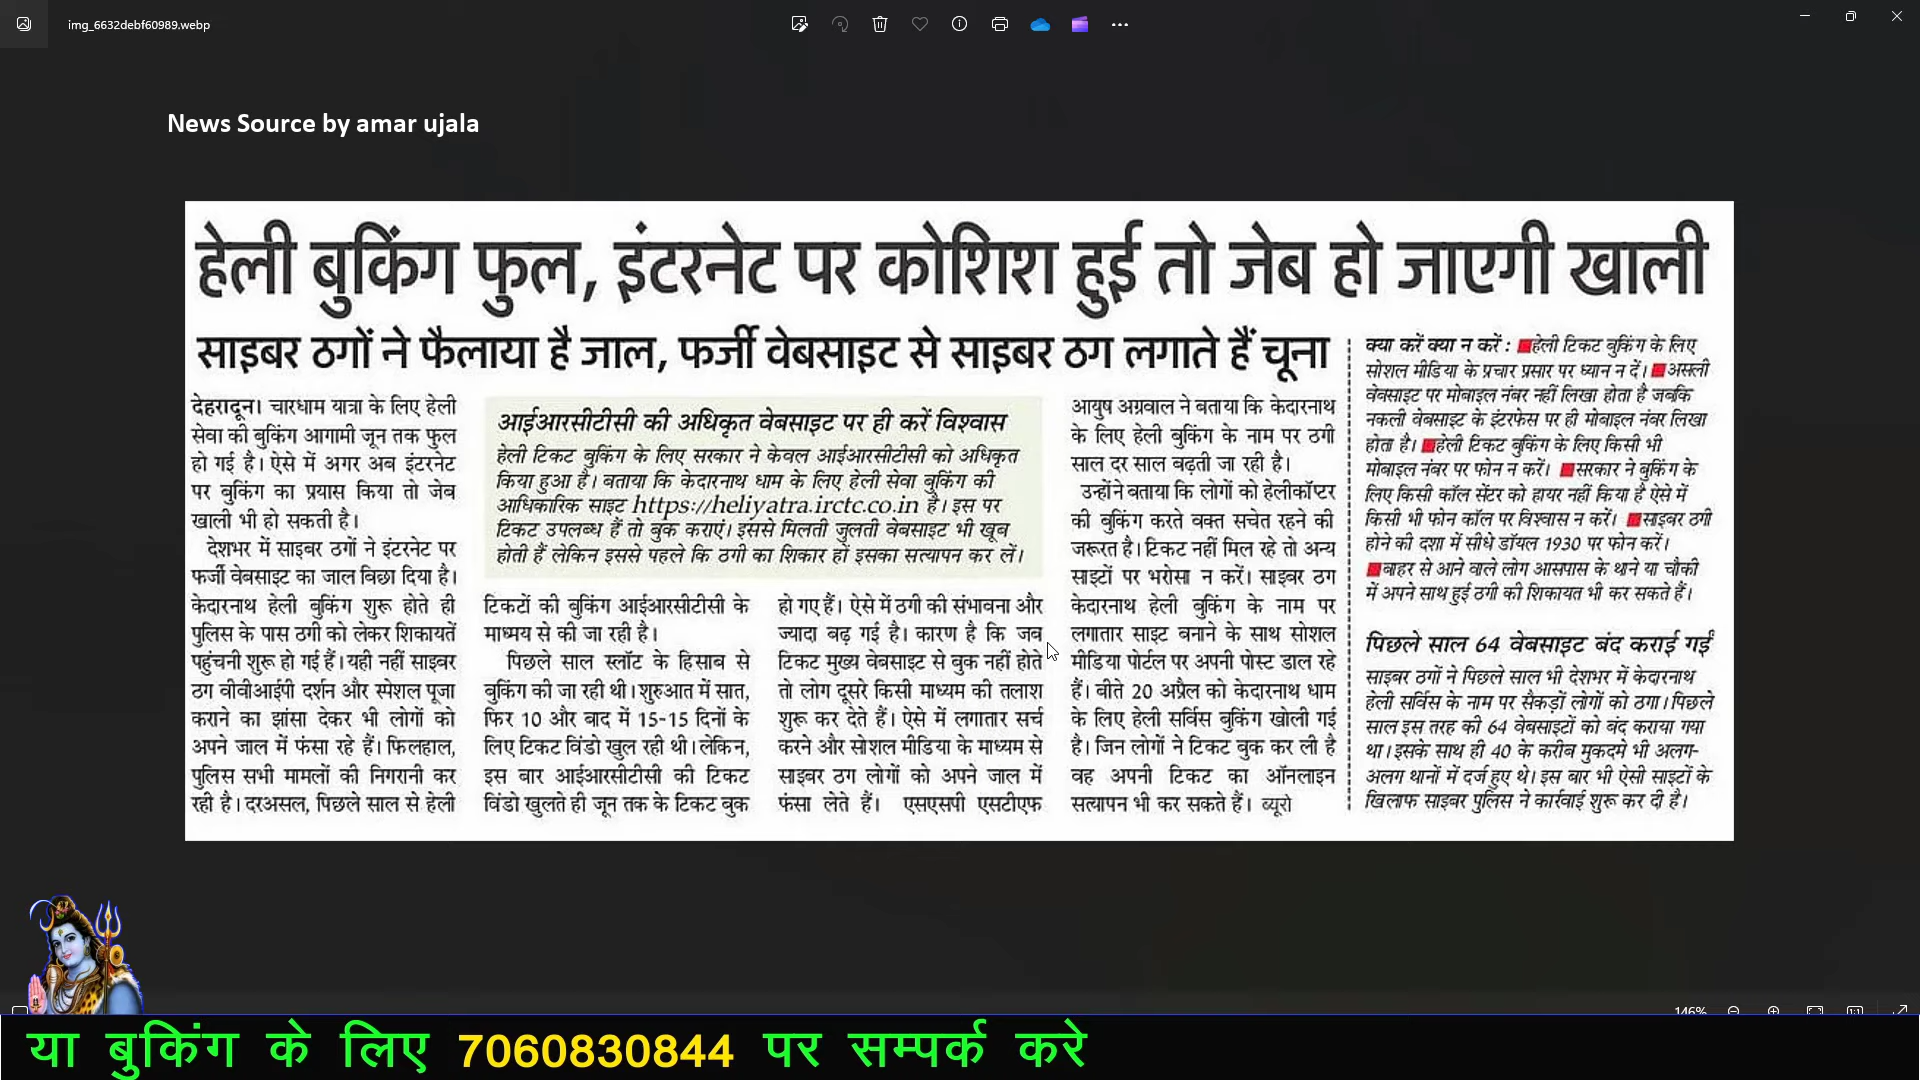 img_6632debf60989.webp
News Source by amar ujala
हेली बुकिंग फुल, इंटरनेट पर कोशिश हुई तो जेब हो जाएगी खाली
साइबर ठगों ने फैलाया है जाल, फर्जी वेबसाइट से साइबर ठग लगाते हैं चूना
देहरादून। चारधाम यात्रा के लिए हेली
सेवा की बुकिंग आगामी जून तक फुल
हो गई है। ऐसे में अगर अब इंटरनेट
पर बुकिंग का प्रयास किया तो जेब
खाली भी हो सकती है।
देशभर में साइबर ठगों ने इंटरनेट पर
फर्जी वेबसाइट का जाल बिछा दिया है।
केदारनाथ हेली बुकिंग शुरू होते ही
पुलिस के पास ठगी को लेकर शिकायतें
पहुंचनी शुरू हो गई हैं। यही नहीं साइबर
ठग वीवीआईपी दर्शन और स्पेशल पूजा
कराने का झांसा देकर भी लोगों को
अपने जाल में फंसा रहे हैं। फिलहाल,
पुलिस सभी मामलों की निगरानी कर
रही है। दरअसल, पिछले साल से हेली
आईआरसीटीसी की अधिकृत वेबसाइट पर ही करें विश्वास
हेली टिकट बुकिंग के लिए सरकार ने केवल आईआरसीटीसी को अधिकृत
किया हुआ है। बताया कि केदारनाथ धाम के लिए हेली सेवा बुकिंग की
आधिकारिक साइट https://heliyatra.irctc.co.in है। इस पर
टिकट उपलब्ध हैं तो बुक कराएं। इससे मिलती जुलती वेबसाइट भी खूब
होती हैं लेकिन इससे पहले कि ठगी का शिकार हों इसका सत्यापन कर लें।
टिकटों की बुकिंग आईआरसीटीसी के
माध्मय से की जा रही है।
पिछले साल स्लॉट के हिसाब से
बुकिंग की जा रही थी। शुरुआत में सात,
फिर 10 और बाद में 15-15 दिनों के
लिए टिकट विंडो खुल रही थी। लेकिन,
इस बार आईआरसीटीसी की टिकट
विंडो खुलते ही जून तक के टिकट बुक
हो गए हैं। ऐसे में ठगी की संभावना और
ज्यादा बढ़ गई है। कारण है कि जब
टिकट मुख्य वेबसाइट से बुक नहीं होते
तो लोग दूसरे किसी माध्यम की तलाश
शुरू कर देते हैं। ऐसे में लगातार सर्च
करने और सोशल मीडिया के माध्यम से
साइबर ठग लोगों को अपने जाल में
फंसा लेते हैं। एसएसपी एसटीएफ
आयुष अग्रवाल ने बताया कि केदारनाथ
के लिए हेली बुकिंग के नाम पर ठगी
साल दर साल बढ़ती जा रही है।
उन्होंने बताया कि लोगों को हेलीकॉप्टर
की बुकिंग करते वक्त सचेत रहने की
जरूरत है। टिकट नहीं मिल रहे तो अन्य
साइटों पर भरोसा न करें। साइबर ठग
केदारनाथ हेली बुकिंग के नाम पर
लगातार साइट बनाने के साथ सोशल
मीडिया पोर्टल पर अपनी पोस्ट डाल रहे
हैं। बीते 20 अप्रैल को केदारनाथ धाम
के लिए हेली सर्विस बुकिंग खोली गई
है। जिन लोगों ने टिकट बुक कर ली है
वह अपनी टिकट का ऑनलाइन
सत्यापन भी कर सकते हैं। ब्यूरो
क्या करें क्या न करें : हेली टिकट बुकिंग के लिए
सोशल मीडिया के प्रचार प्रसार पर ध्यान न दें। असली
वेबसाइट पर मोबाइल नंबर नहीं लिखा होता है जबकि
नकली वेबसाइट के इंटरफेस पर ही मोबाइल नंबर लिखा
होता है। हेली टिकट बुकिंग के लिए किसी भी
मोबाइल नंबर पर फोन न करें। सरकार ने बुकिंग के
लिए किसी कॉल सेंटर को हायर नहीं किया है ऐसे में
किसी भी फोन कॉल पर विश्वास न करें। साइबर ठगी
होने की दशा में सीधे डॉयल 1930 पर फोन करें।
बाहर से आने वाले लोग आसपास के थाने या चौकी
में अपने साथ हुई ठगी की शिकायत भी कर सकते हैं।
पिछले साल 64 वेबसाइट बंद कराई गईं
साइबर ठगों ने पिछले साल भी देशभर में केदारनाथ
हेली सर्विस के नाम पर सैकड़ों लोगों को ठगा। पिछले
साल इस तरह की 64 वेबसाइटों को बंद कराया गया
था। इसके साथ ही 40 के करीब मुकदमे भी अलग-
अलग थानों में दर्ज हुए थे। इस बार भी ऐसी साइटों के
खिलाफ साइबर पुलिस ने कार्रवाई शुरू कर दी है।
146%
या बुकिंग के लिए 7060830844 पर सम्पर्क करे